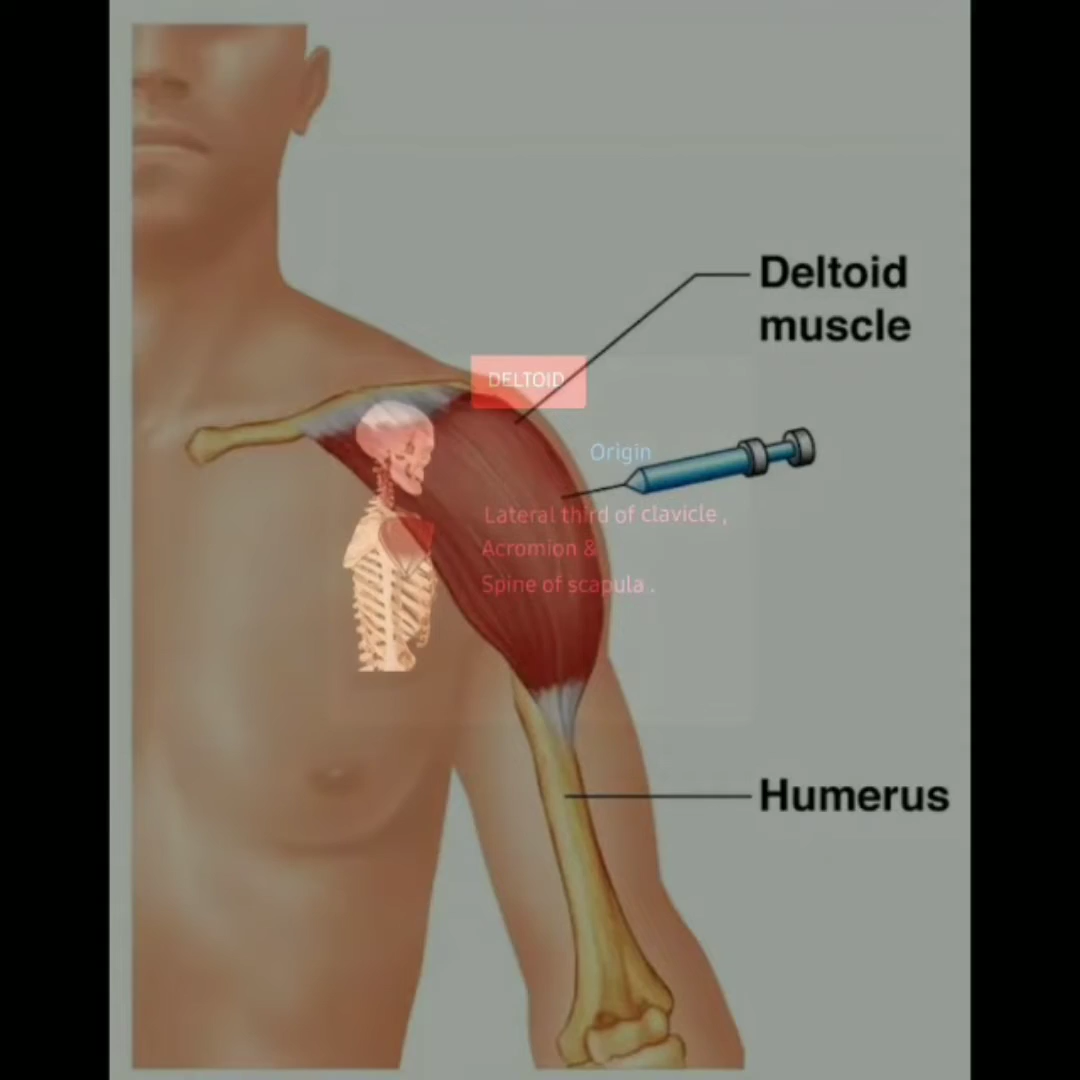 Deltoid
muscle
DELTOID
Origin
Lateral third of clavicle ,
Acromion &
Spine of scapula .
Humerus